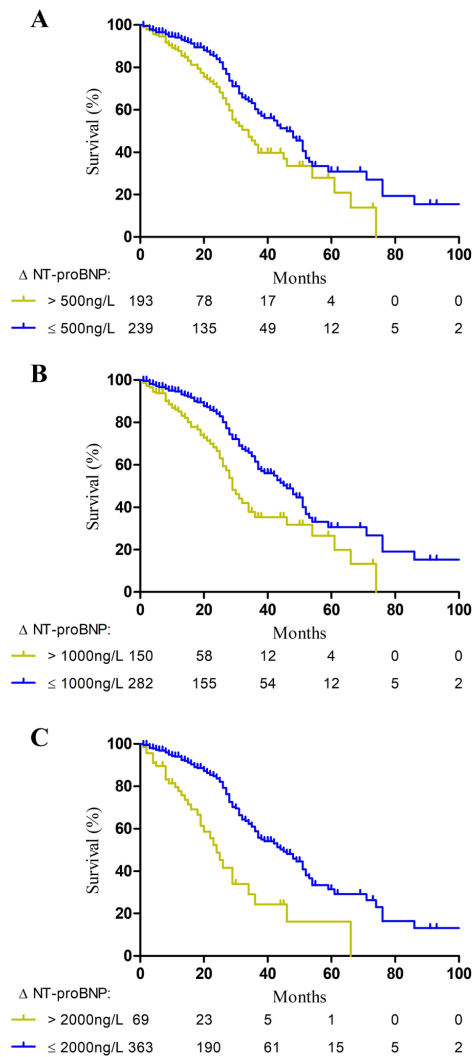 A
100
80
60
40
20
0
Survival (%)
0 20 40 60 80 100
Months
Δ NT-proBNP:
> 500ng/L 193 78 17 4 0 0
≤ 500ng/L 239 135 49 12 5 2
B
100
80
60
40
20
0
Survival (%)
0 20 40 60 80 100
Months
Δ NT-proBNP:
> 1000ng/L 150 58 12 4 0 0
≤ 1000ng/L 282 155 54 12 5 2
C
100
80
60
40
20
0
Survival (%)
0 20 40 60 80 100
Months
Δ NT-proBNP:
> 2000ng/L 69 23 5 1 0 0
≤ 2000ng/L 363 190 61 15 5 2